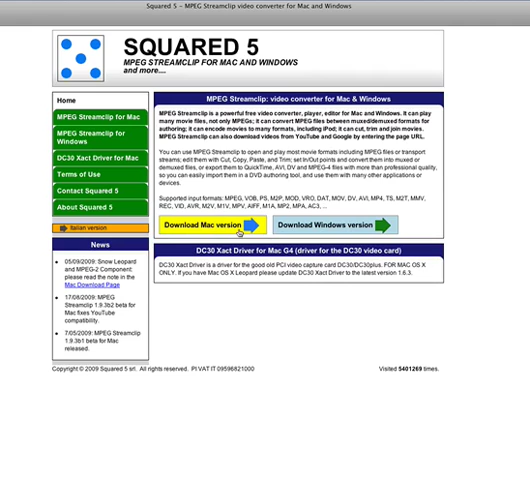 Squared 5 - MPEG Streamclip video converter for Mac and Windows
SQUARED 5
MPEG STREAMCLIP FOR MAC AND WINDOWS
and more....
Home
MPEG Streamclip for Mac
MPEG Streamclip for
Windows
DC30 Xact Driver for Mac
Terms of Use
Contact Squared 5
About Squared 5
Italian version
News
05/09/2009: Snow Leopard
and MPEG-2 Component:
please read the note in the
Mac Download Page
17/08/2009: MPEG
Streamclip 1.9.3b2 beta for
Mac fixes YouTube
compatibility.
7/05/2009: MPEG Streamclip
1.9.3b1 beta for Mac
released.
MPEG Streamclip: video converter for Mac & Windows
MPEG Streamclip is a powerful free video converter, player, editor for Mac and Windows. It can play
many movie files, not only MPEGs; it can convert MPEG files between muxed/demuxed formats for
authoring; it can encode movies to many formats, including iPod; it can cut, trim and join movies.
MPEG Streamclip can also download videos from YouTube and Google by entering the page URL.
You can use MPEG Streamclip to open and play most movie formats including MPEG files or transport
streams; edit them with Cut, Copy, Paste, and Trim; set In/Out points and convert them into muxed or
demuxed files, or export them to QuickTime, AVI, DV and MPEG-4 files with more than professional quality,
so you can easily import them in a DVD authoring tool, and use them with many other applications or
devices.
Supported input formats: MPEG, VOB, PS, M2P, MOD, VRO, DAT, MOV, DV, AVI, MP4, TS, M2T, MMV,
REC, VID, AVR, M2V, M1V, MPV, AIFF, M1A, MP2, MPA, AC3, ...
Download Mac version
Download Windows version
DC30 Xact Driver for Mac G4 (driver for the DC30 video card)
DC30 Xact Driver is a driver for the good old PCI video capture card DC30/DC30plus. FOR MAC OS X
ONLY. If you have Mac OS X Leopard please update DC30 Xact Driver to the latest version 1.6.3.
Copyright © 2009 Squared 5 srl. All rights reserved. PI VAT IT 09596821000
Visited 5401269 times.